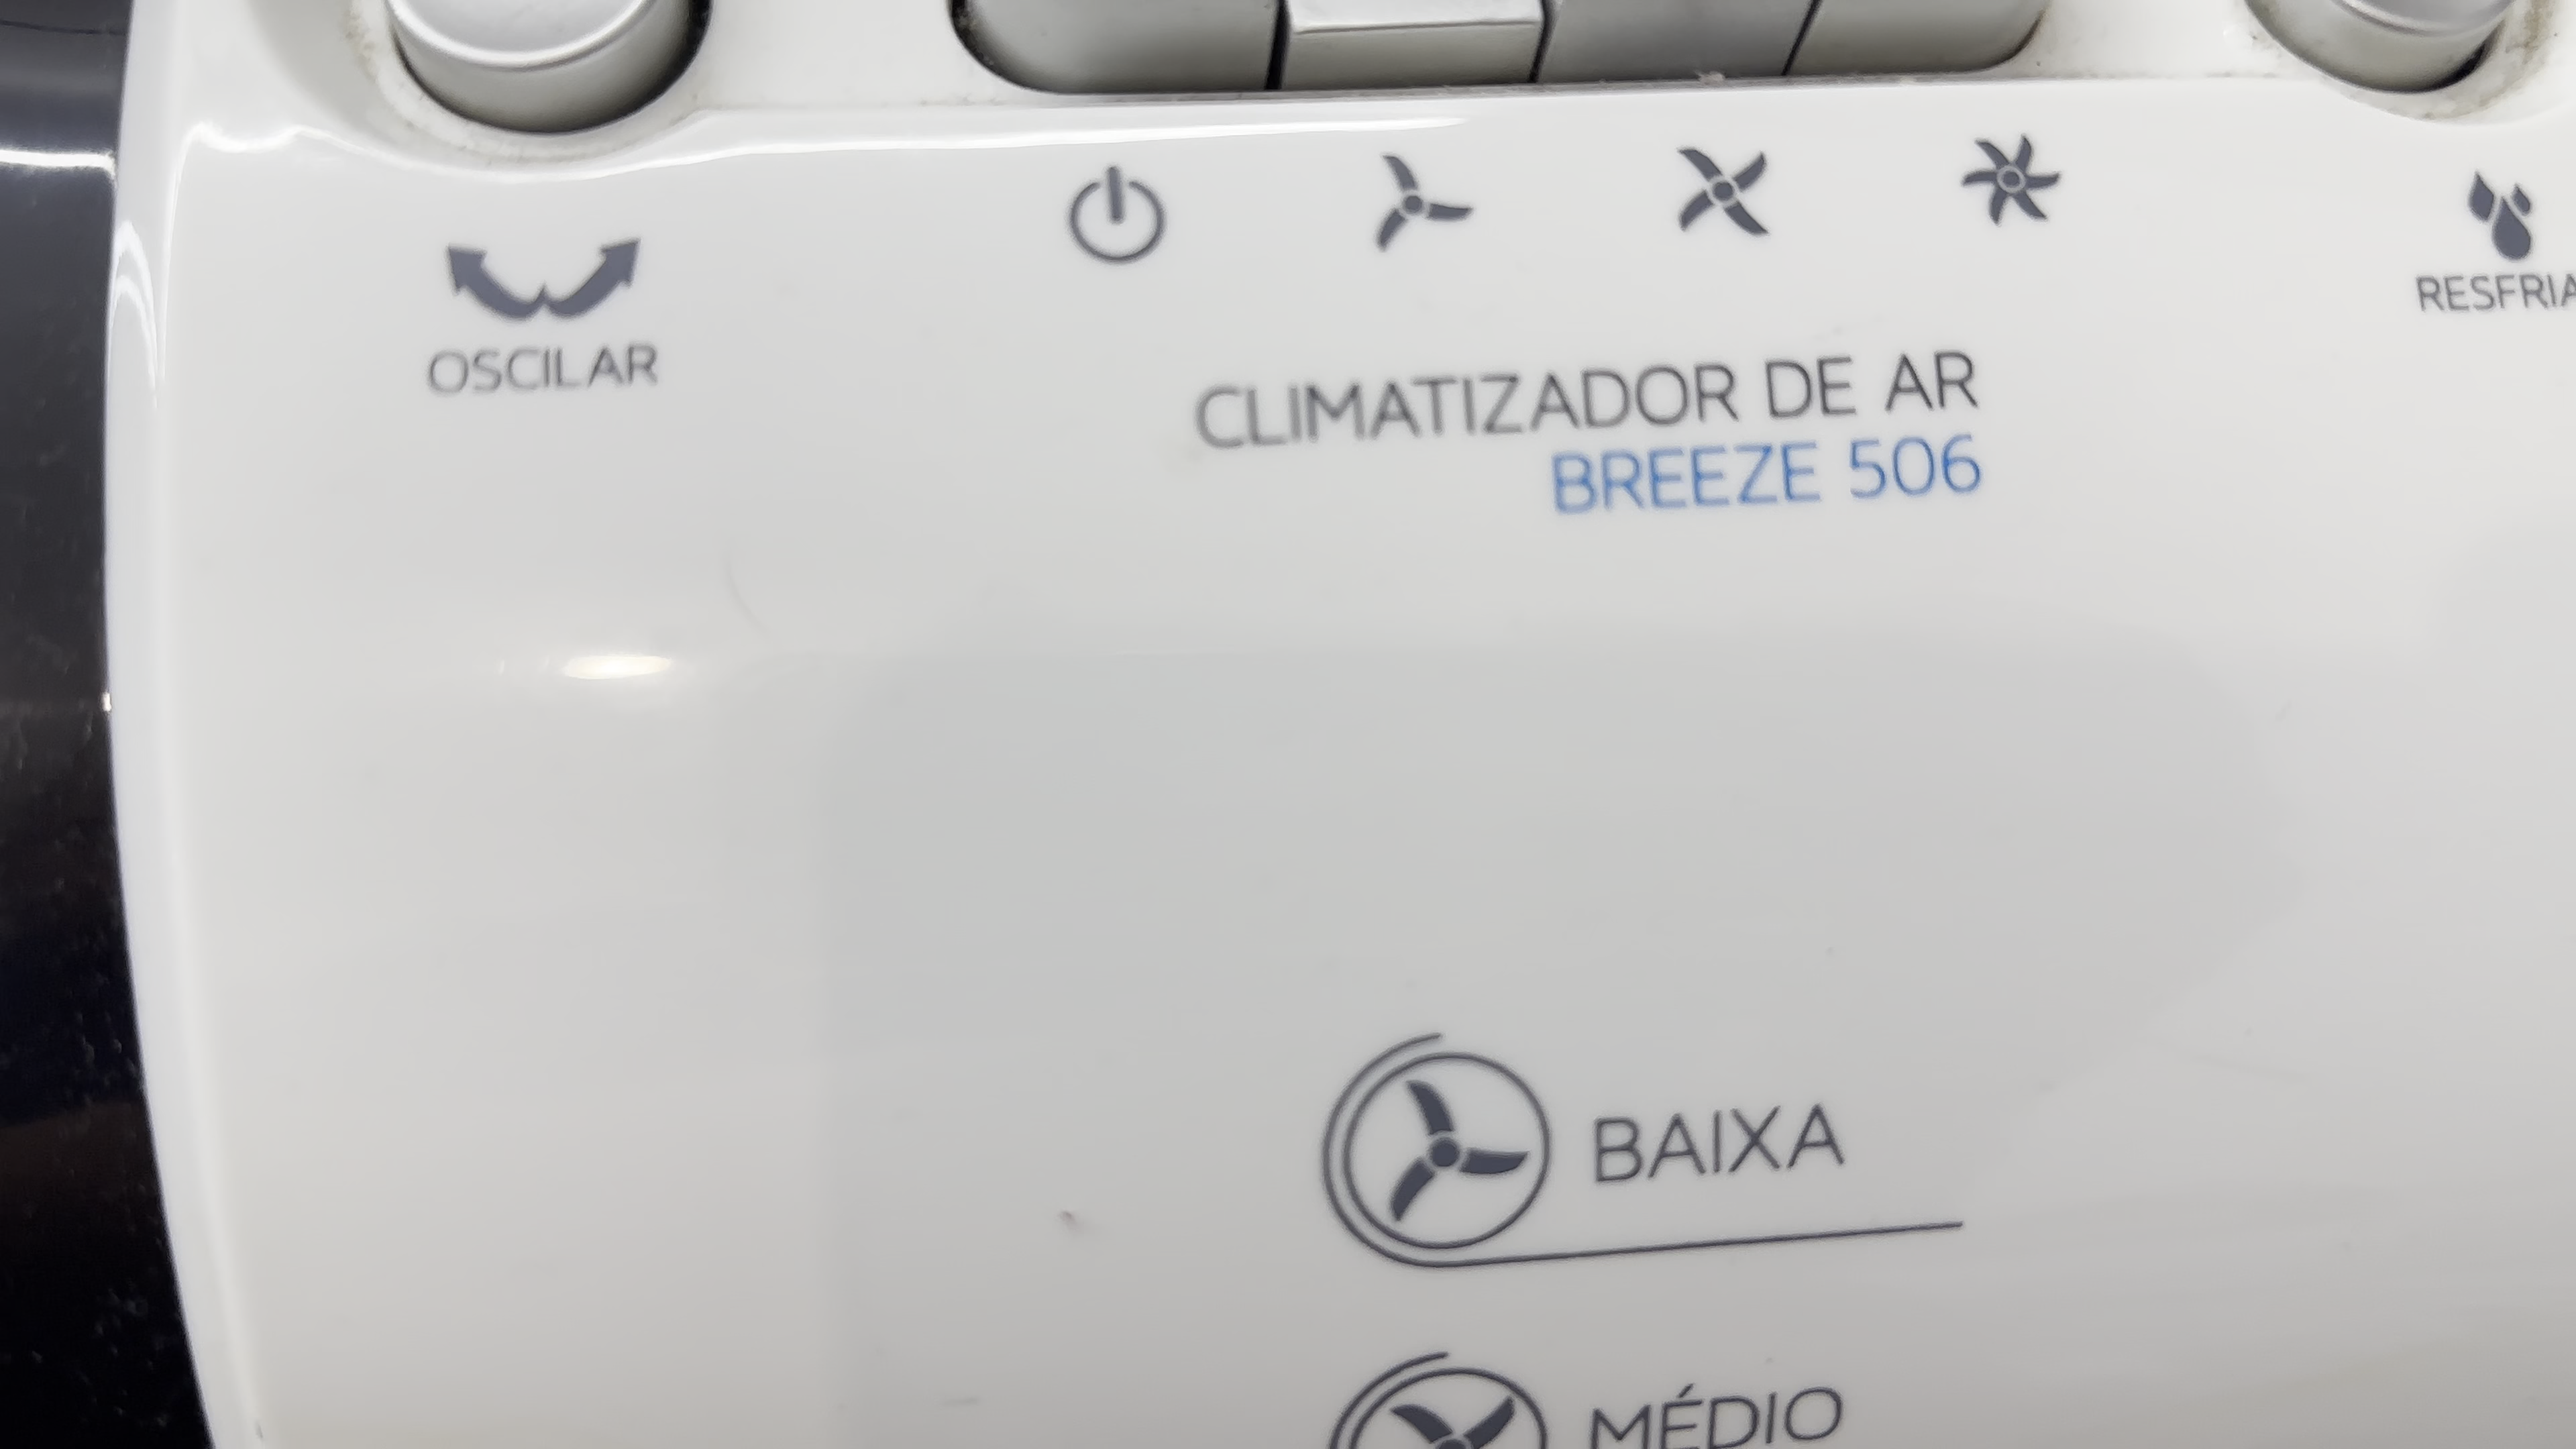 OSCILAR
RESFRIA
CLIMATIZADOR DE AR
BREEZE 506
BAIXA
MÉDIO